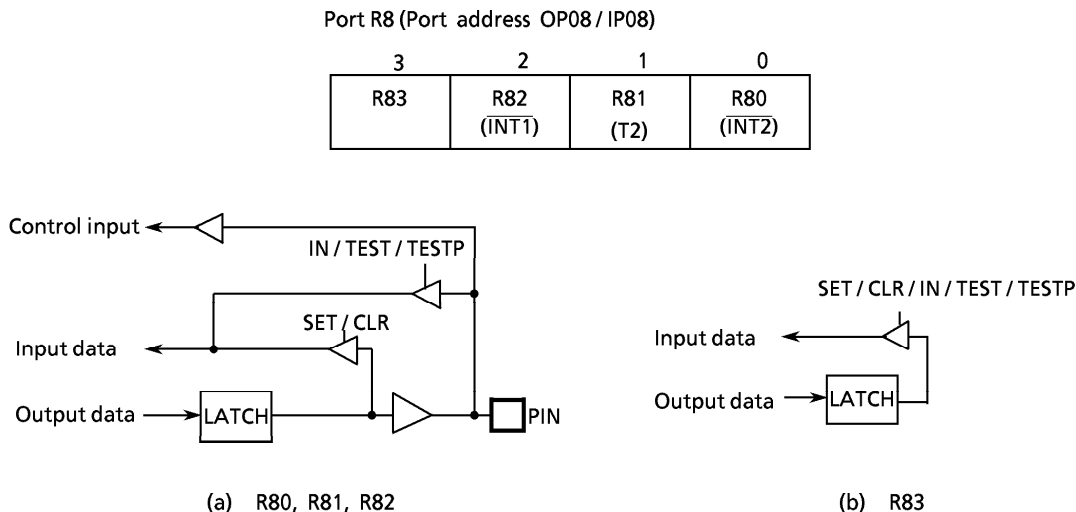 Port R8 (Port address OP08 / IP08)
3 2 1 0
R83 R82 R81 R80
(INT1) (T2) (INT2)
Control input
IN / TEST / TESTP
SET / CLR
Input data
Output data LATCH PIN
(a) R80, R81, R82
SET / CLR / IN / TEST / TESTP
Input data
Output data LATCH
(b) R83